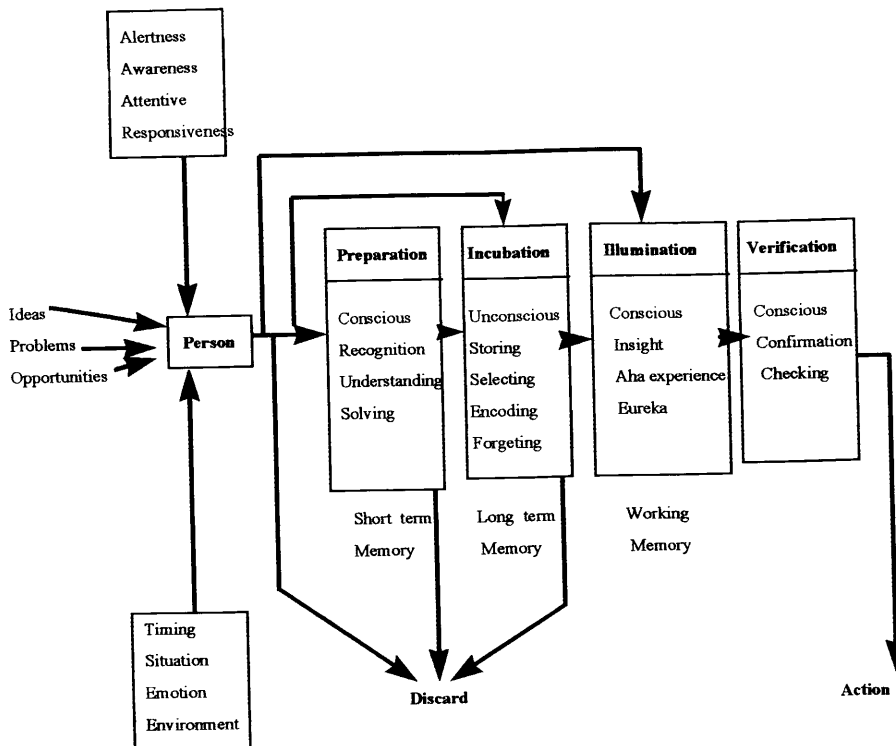 Alertness
Awareness
Attentive
Responsiveness
Ideas
Problems
Opportunities
Person
Timing
Situation
Emotion
Environment
Preparation
Conscious
Recognition
Understanding
Solving
Short term
Memory
Incubation
Unconscious
Storing
Selecting
Encoding
Forgeting
Long term
Memory
Illumination
Conscious
Insight
Aha experience
Eureka
Working
Memory
Verification
Conscious
Confirmation
Checking
Discard
Action